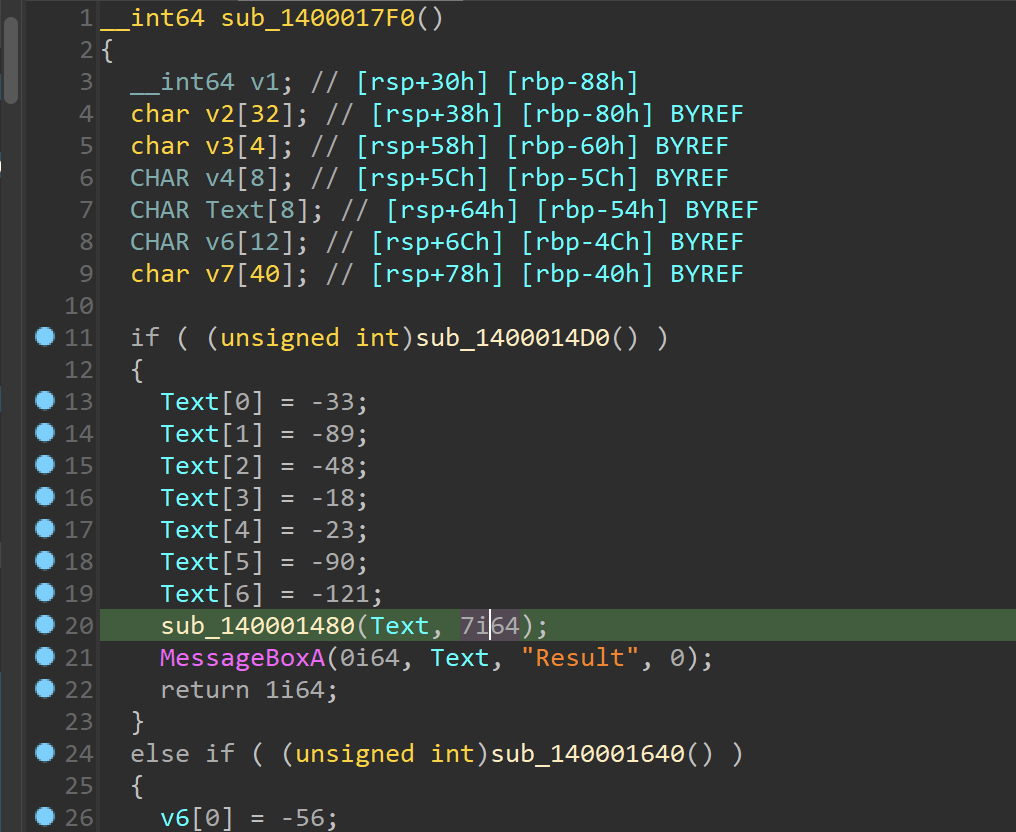 1 __int64 sub_1400017F0()
2 {
3 __int64 v1; // [rsp+30h] [rbp-88h]
4 char v2[32]; // [rsp+38h] [rbp-80h] BYREF
5 char v3[4]; // [rsp+58h] [rbp-60h] BYREF
6 CHAR v4[8]; // [rsp+5Ch] [rbp-5Ch] BYREF
7 CHAR Text[8]; // [rsp+64h] [rbp-54h] BYREF
8 CHAR v6[12]; // [rsp+6Ch] [rbp-4Ch] BYREF
9 char v7[40]; // [rsp+78h] [rbp-40h] BYREF
10
11 if ( (unsigned int)sub_1400014D0() )
12 {
13 Text[0] = -33;
14 Text[1] = -89;
15 Text[2] = -48;
16 Text[3] = -18;
17 Text[4] = -23;
18 Text[5] = -90;
19 Text[6] = -121;
20 sub_140001480(Text, 7i64);
21 MessageBoxA(0i64, Text, "Result", 0);
22 return 1i64;
23 }
24 else if ( (unsigned int)sub_140001640() )
25 {
26 v6[0] = -56;